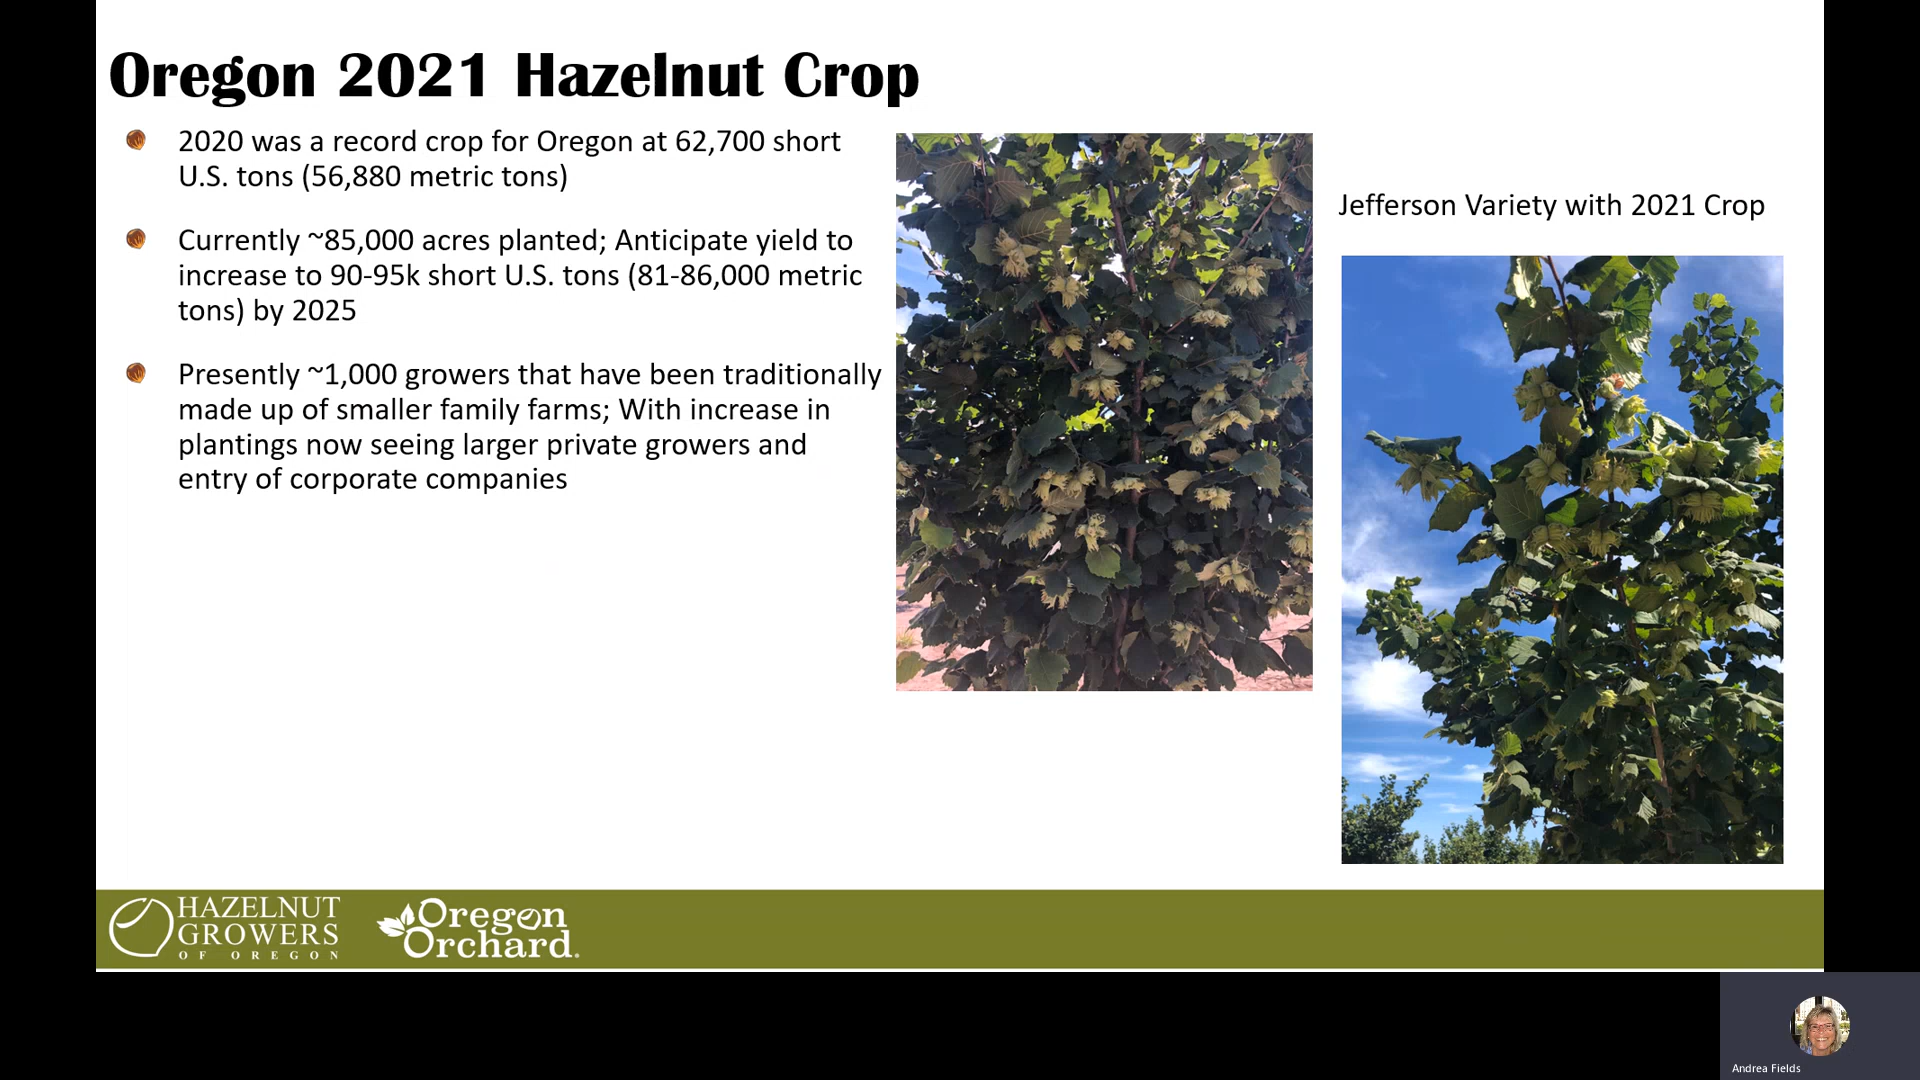 Oregon 2021 Hazelnut Crop
2020 was a record crop for Oregon at 62,700 short
U.S. tons (56,880 metric tons)
Currently ~85,000 acres planted; Anticipate yield to
increase to 90-95k short U.S. tons (81-86,000 metric
tons) by 2025
Presently ~1,000 growers that have been traditionally
made up of smaller family farms; With increase in
plantings now seeing larger private growers and
entry of corporate companies
Jefferson Variety with 2021 Crop
HAZELNUT
GROWERS
OF OREGON
Oregon
Orchard.
Andrea Fields